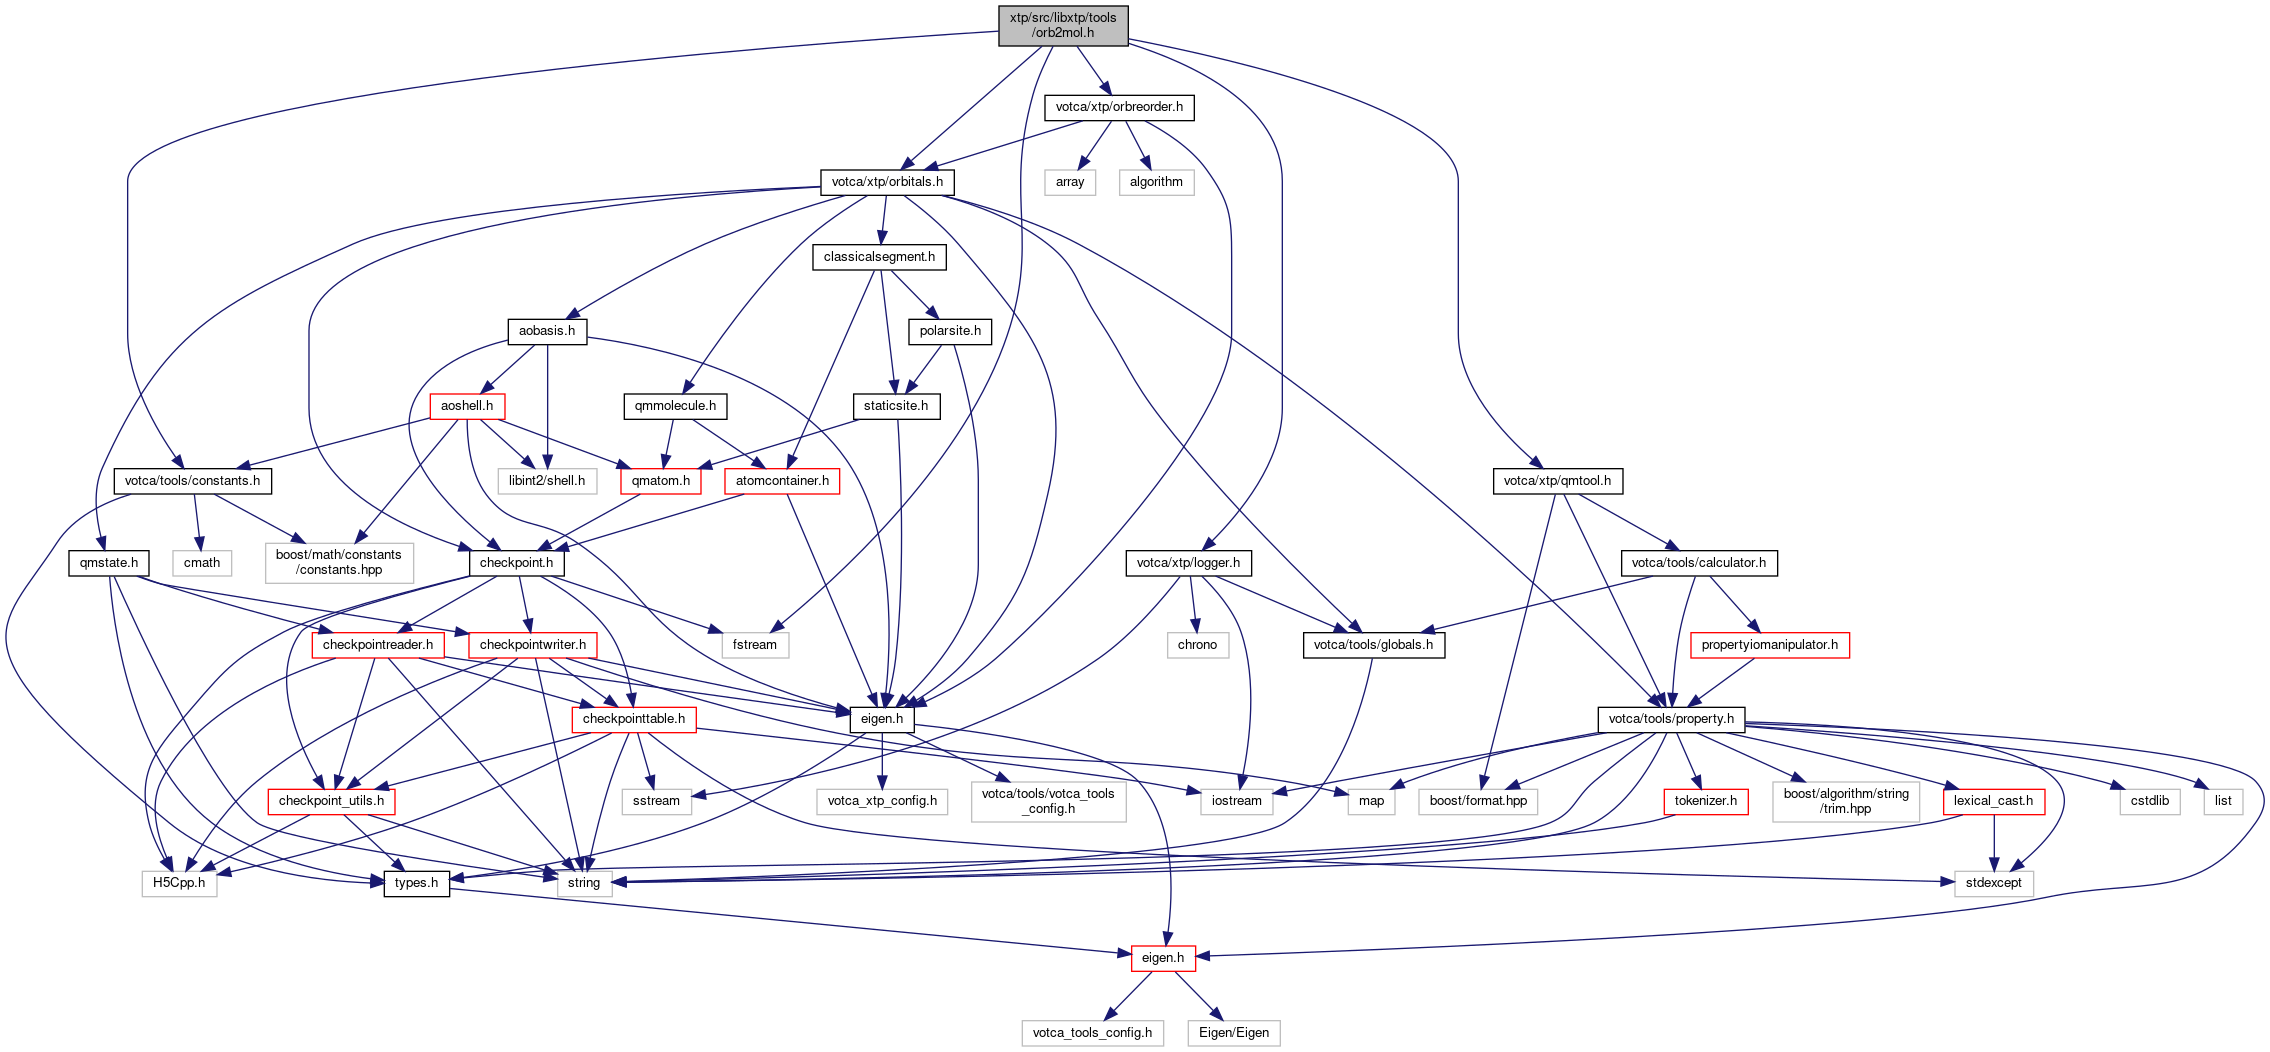 xtp/src/libxtp/tools
/orb2mol.h
votca/xtp/orbreorder.h
votca/xtp/orbitals.h
array
algorithm
classicalsegment.h
aobasis.h
polarsite.h
aoshell.h
qmmolecule.h
staticsite.h
votca/tools/constants.h
libint2/shell.h
qmatom.h
atomcontainer.h
votca/xtp/qmtool.h
qmstate.h
cmath
boost/math/constants
/constants.hpp
checkpoint.h
votca/xtp/logger.h
votca/tools/calculator.h
checkpointreader.h
checkpointwriter.h
fstream
chrono
votca/tools/globals.h
propertyiomanipulator.h
checkpointtable.h
eigen.h
votca/tools/property.h
checkpoint_utils.h
sstream
votca_xtp_config.h
votca/tools/votca_tools
_config.h
iostream
map
boost/format.hpp
tokenizer.h
boost/algorithm/string
/trim.hpp
lexical_cast.h
cstdlib
list
H5Cpp.h
types.h
string
stdexcept
eigen.h
votca_tools_config.h
Eigen/Eigen